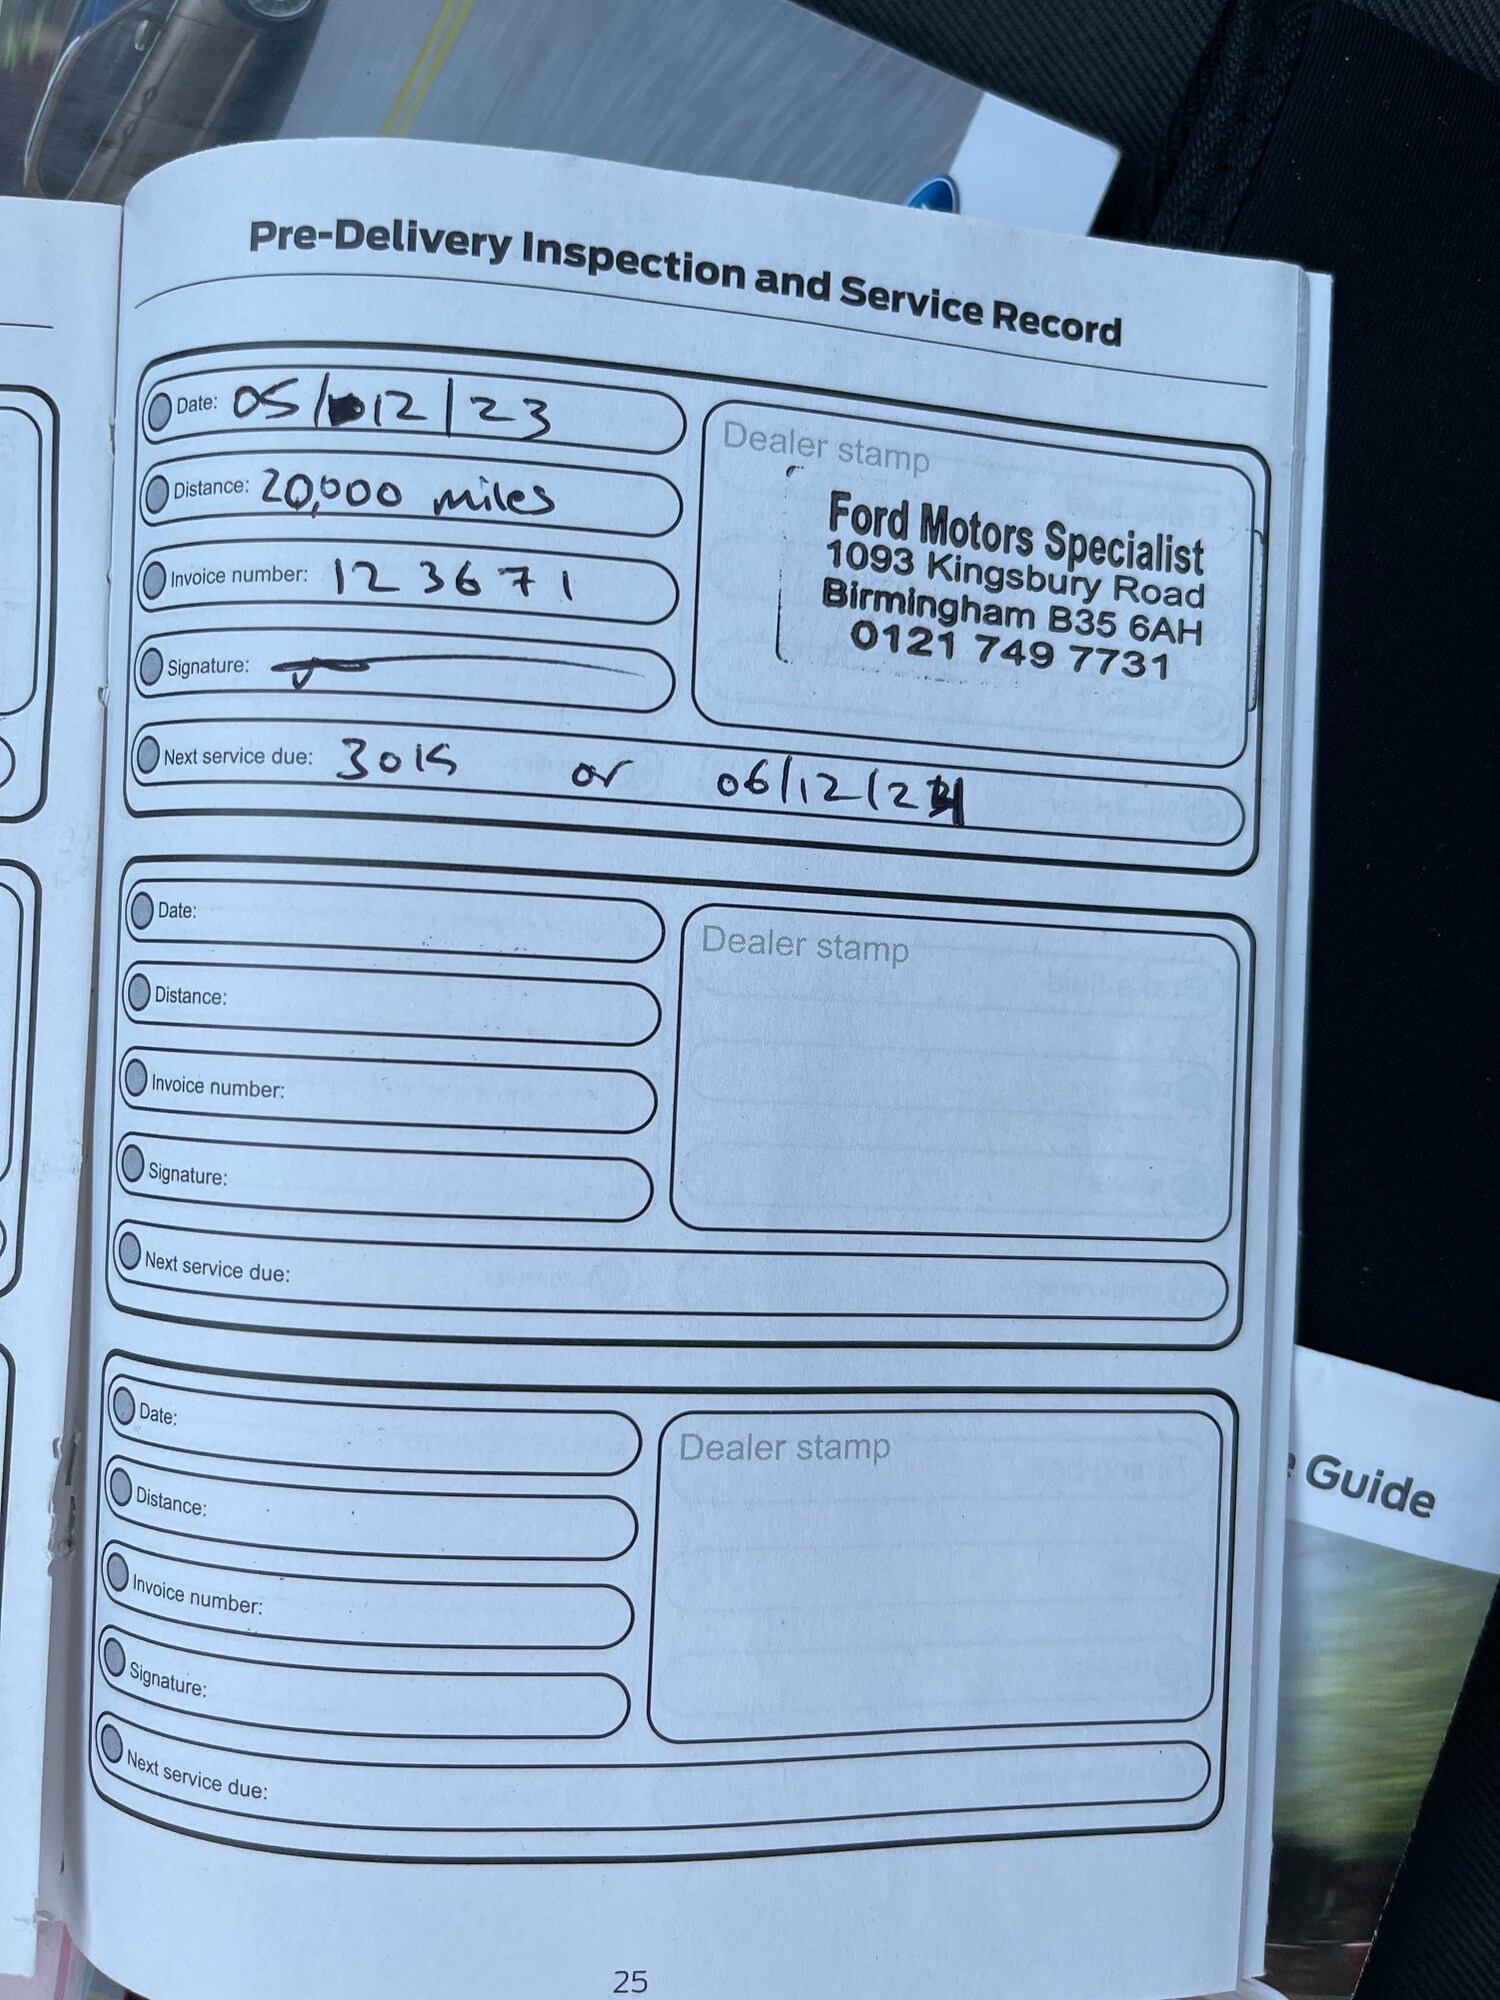 Pre-Delivery Inspection and Service Record
Date: 05/12/23
Distance: 20,000 miles
Invoice number: 123671
Signature:
Next service due: 30K or 06/12/24
Dealer stamp
Ford Motors Specialist
1093 Kingsbury Road
Birmingham B35 6AH
0121 749 7731
Date:
Distance:
Invoice number:
Signature:
Next service due:
Dealer stamp
Date:
Distance:
Invoice number:
Signature:
Next service due:
Dealer stamp
25
Guide